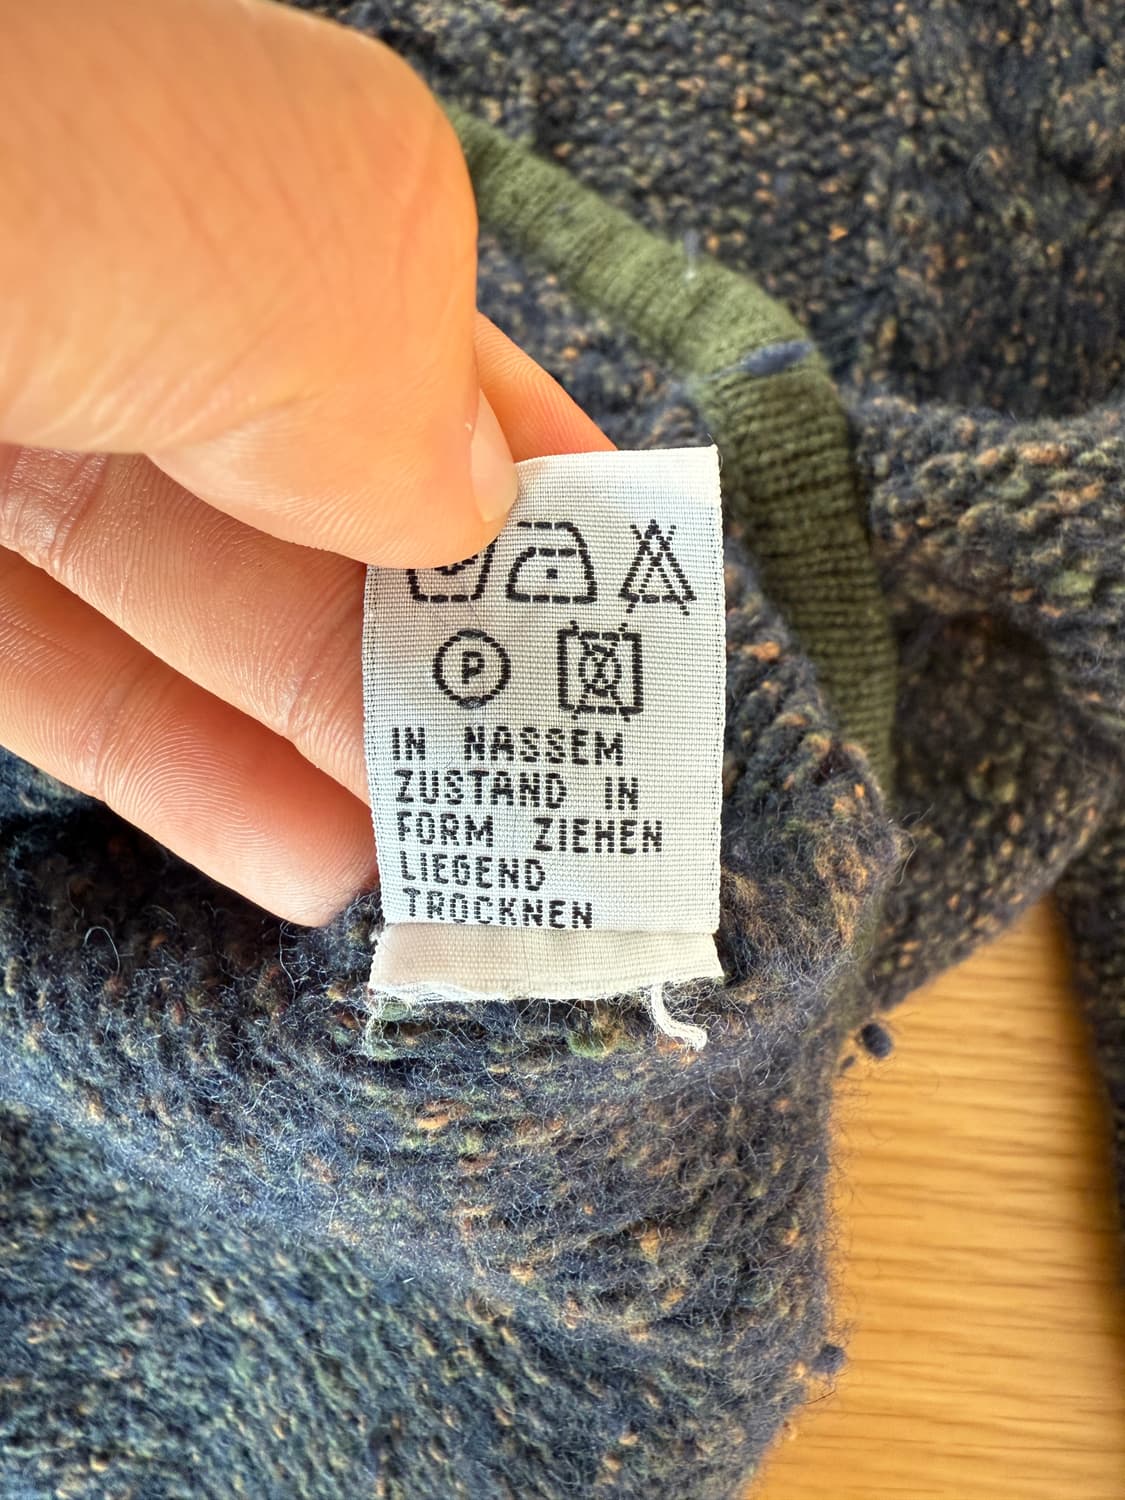 P
IN NASSEM
ZUSTAND IN
FORM ZIEHEN
LIEGEND
TROCKNEN